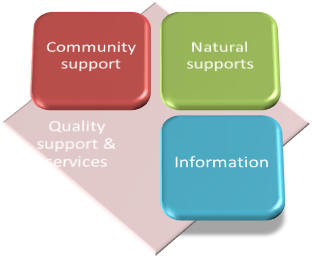 Community
support
Natural
supports
Quality
support &
services
Information